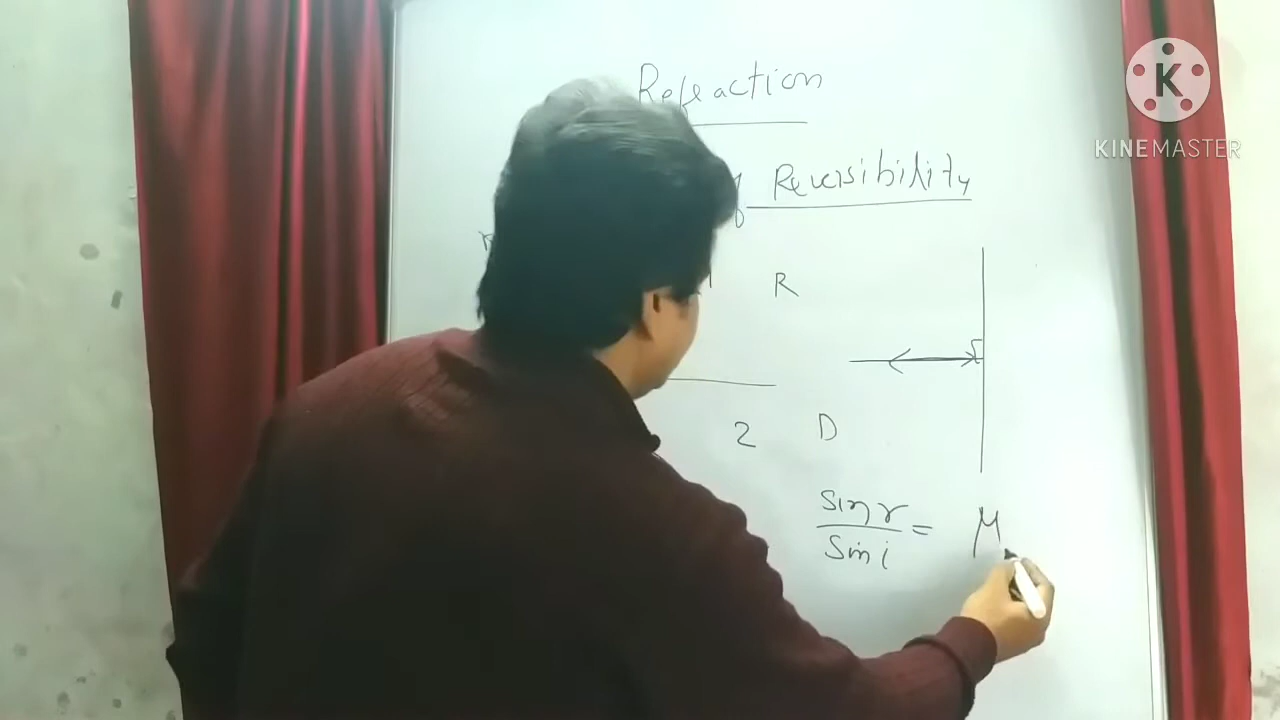 Refraction
Reversibility
R
2 D
sin r
sin i
= μ
K
KINEMASTER